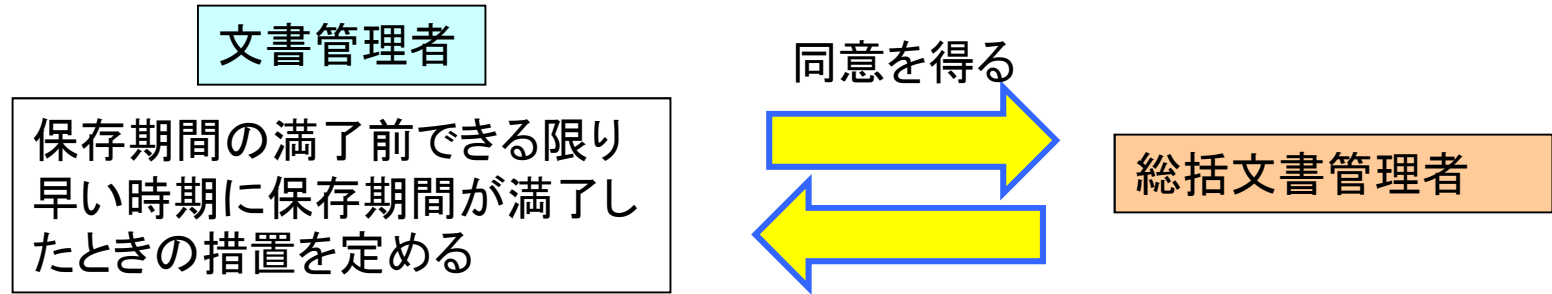 文書管理者
同意を得る
保存期間の満了前できる限り
早い時期に保存期間が満了し
たときの措置を定める
総括文書管理者